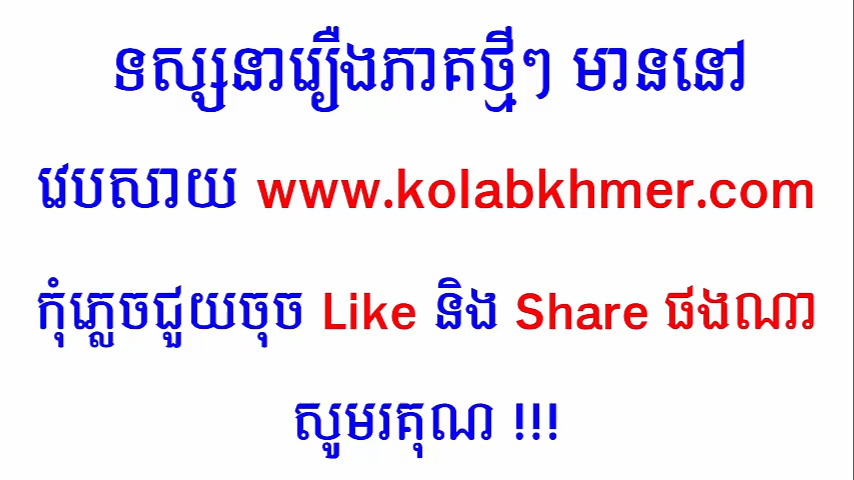 ទស្សនារឿងភាគថ្មីៗ មាននៅ
វេបសាយ www.kolabkhmer.com
កុំភ្លេចជួយចុច Like និង Share ផងណា
សូមរគុណ !!!